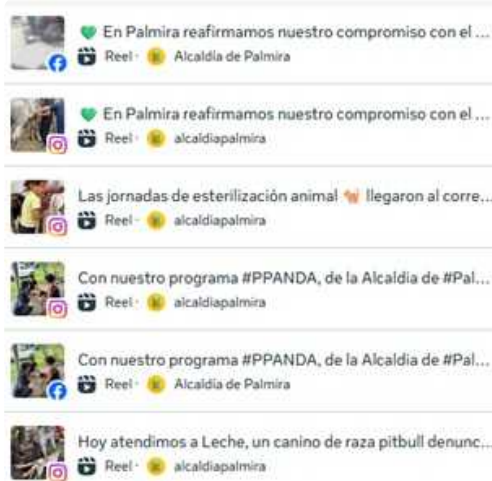 💚 En Palmira reafirmamos nuestro compromiso con el ...
Reel · Alcaldía de Palmira
💚 En Palmira reafirmamos nuestro compromiso con el ...
Reel · alcaldiapalmira
Las jornadas de esterilización animal 🐈 llegaron al corre...
Reel · alcaldiapalmira
Con nuestro programa #PPANDA, de la Alcaldia de #Pal...
Reel · alcaldiapalmira
Con nuestro programa #PPANDA, de la Alcaldia de #Pal...
Reel · Alcaldía de Palmira
Hoy atendimos a Leche, un canino de raza pitbull denunc...
Reel · alcaldiapalmira